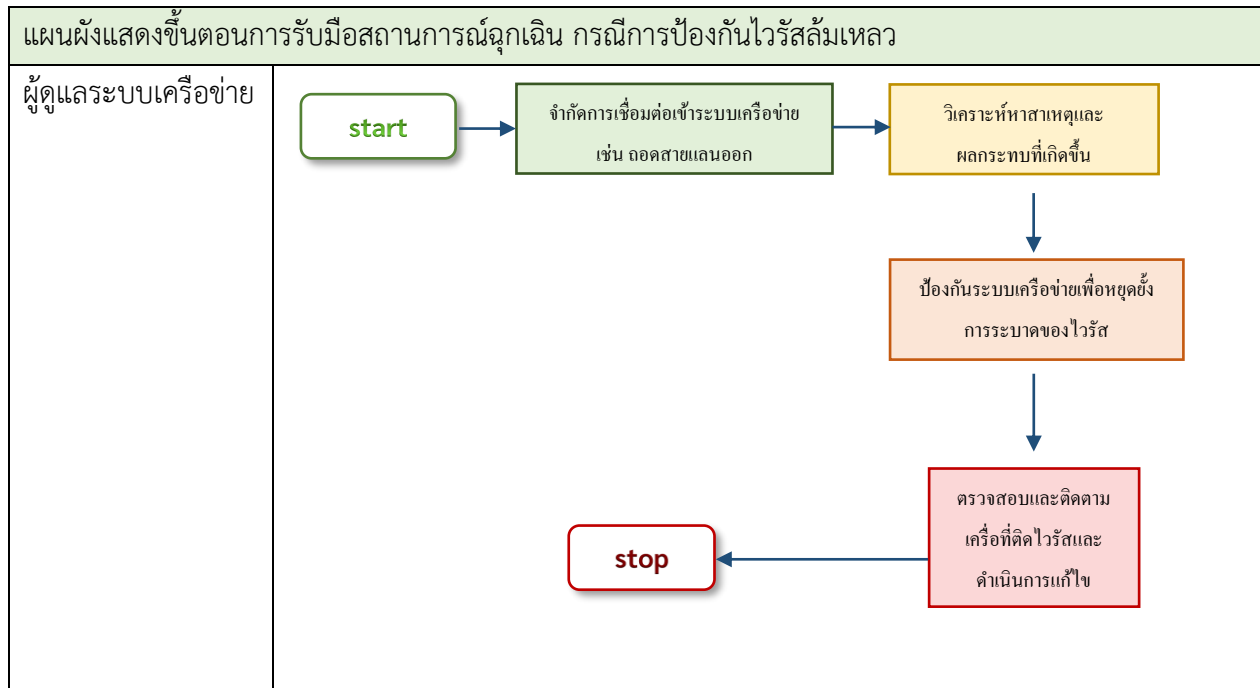 แผนผังแสดงขั้นตอนการรับมือสถานการณ์ฉุกเฉิน กรณีการป้องกันไวรัสล้มเหลว
ผู้ดูแลระบบเครือข่าย
start
จำกัดการเชื่อมต่อเข้าระบบเครือข่าย
เช่น ถอดสายแลนออก
วิเคราะห์หาสาเหตุและ
ผลกระทบที่เกิดขึ้น
ป้องกันระบบเครือข่ายเพื่อหยุดยั้ง
การระบาดของไวรัส
ตรวจสอบและติดตาม
เครื่อที่ติดไวรัสและ
ดำเนินการแก้ไข
stop